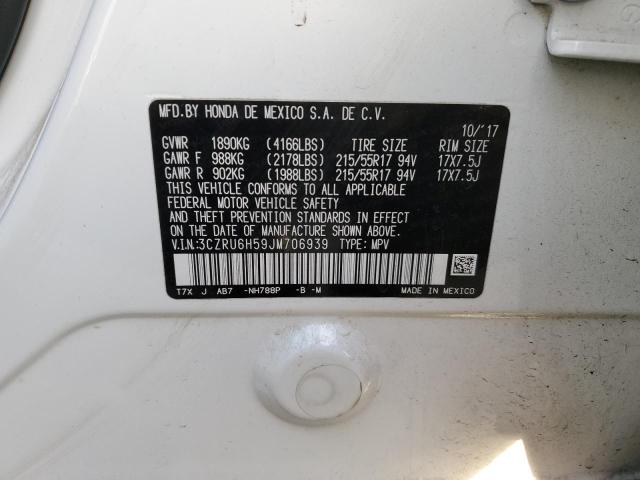 MFD.BY HONDA DE MEXICO S.A. DE C.V.
10/'17
GVWR 1890KG (4166LBS) TIRE SIZE RIM SIZE
GAWR F 988KG (2178LBS) 215/55R17 94V 17X7.5J
GAWR R 902KG (1988LBS) 215/55R17 94V 17X7.5J
THIS VEHICLE CONFORMS TO ALL APPLICABLE
FEDERAL MOTOR VEHICLE SAFETY
AND THEFT PREVENTION STANDARDS IN EFFECT
ON THE DATE OF MANUFACTURE SHOWN ABOVE.
V.I.N:3CZRU6H59JM706939 TYPE: MPV
T7X J AB7 -NH788P -B -M MADE IN MEXICO